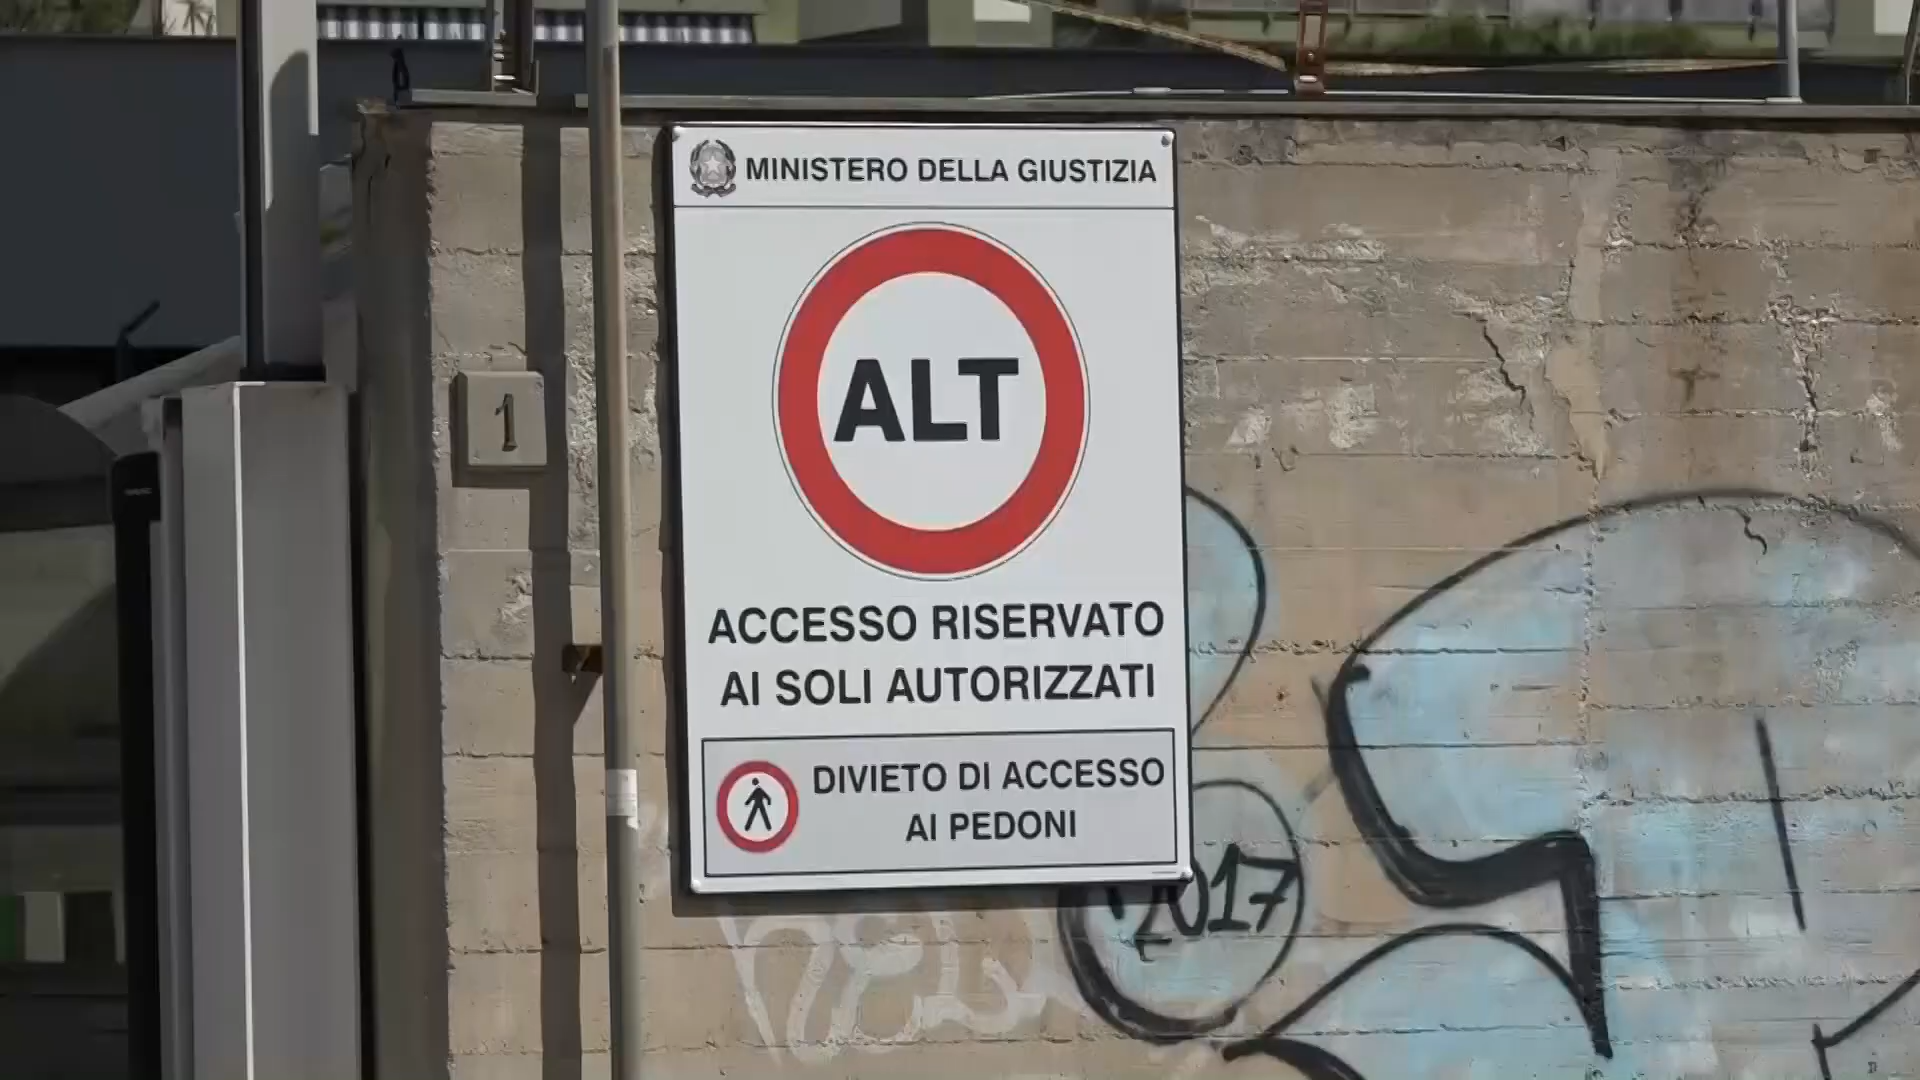 MINISTERO DELLA GIUSTIZIA
ALT
1
ACCESSO RISERVATO
AI SOLI AUTORIZZATI
DIVIETO DI ACCESSO
AI PEDONI
2017